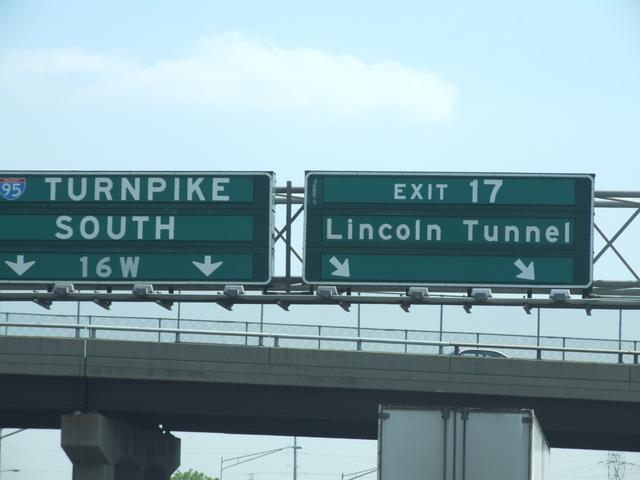 95 TURNPIKE
SOUTH
16W
EXIT 17
Lincoln Tunnel